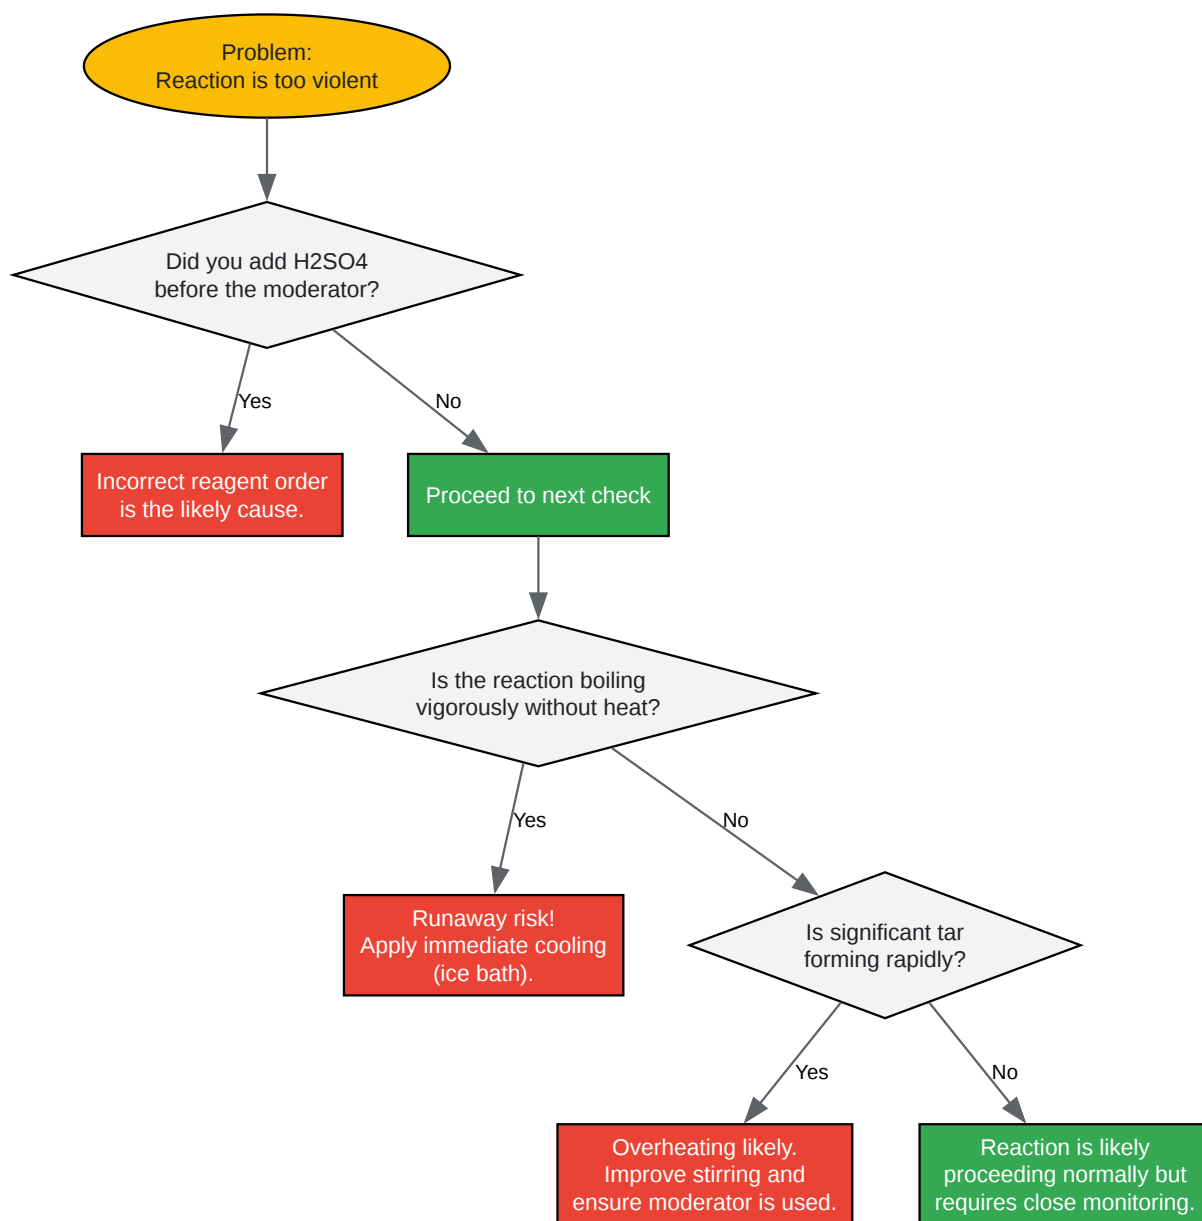 Problem:
Reaction is too violent
Did you add H2SO4
before the moderator?
Yes
No
Incorrect reagent order
is the likely cause.
Proceed to next check
Is the reaction boiling
vigorously without heat?
Yes
No
Runaway risk!
Apply immediate cooling
(ice bath).
Is significant tar
forming rapidly?
Yes
No
Overheating likely.
Improve stirring and
ensure moderator is used.
Reaction is likely
proceeding normally but
requires close monitoring.